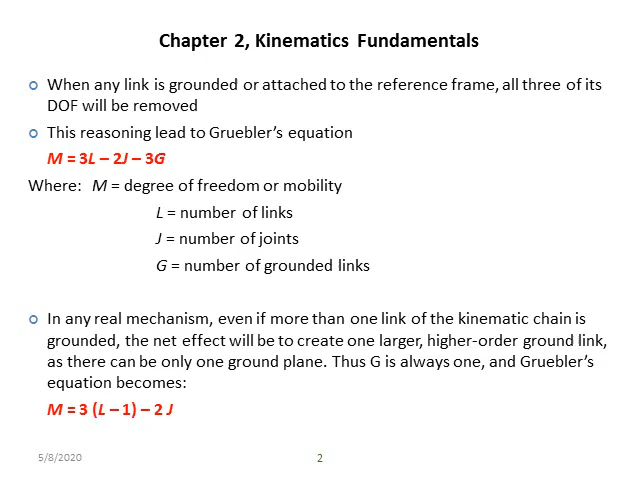 Chapter 2, Kinematics Fundamentals
When any link is grounded or attached to the reference frame, all three of its
DOF will be removed
This reasoning lead to Gruebler's equation
M = 3L – 2J – 3G
Where: M = degree of freedom or mobility
L = number of links
J = number of joints
G = number of grounded links
In any real mechanism, even if more than one link of the kinematic chain is
grounded, the net effect will be to create one larger, higher-order ground link,
as there can be only one ground plane. Thus G is always one, and Gruebler's
equation becomes:
M = 3 (L – 1) – 2 J
5/8/2020 2